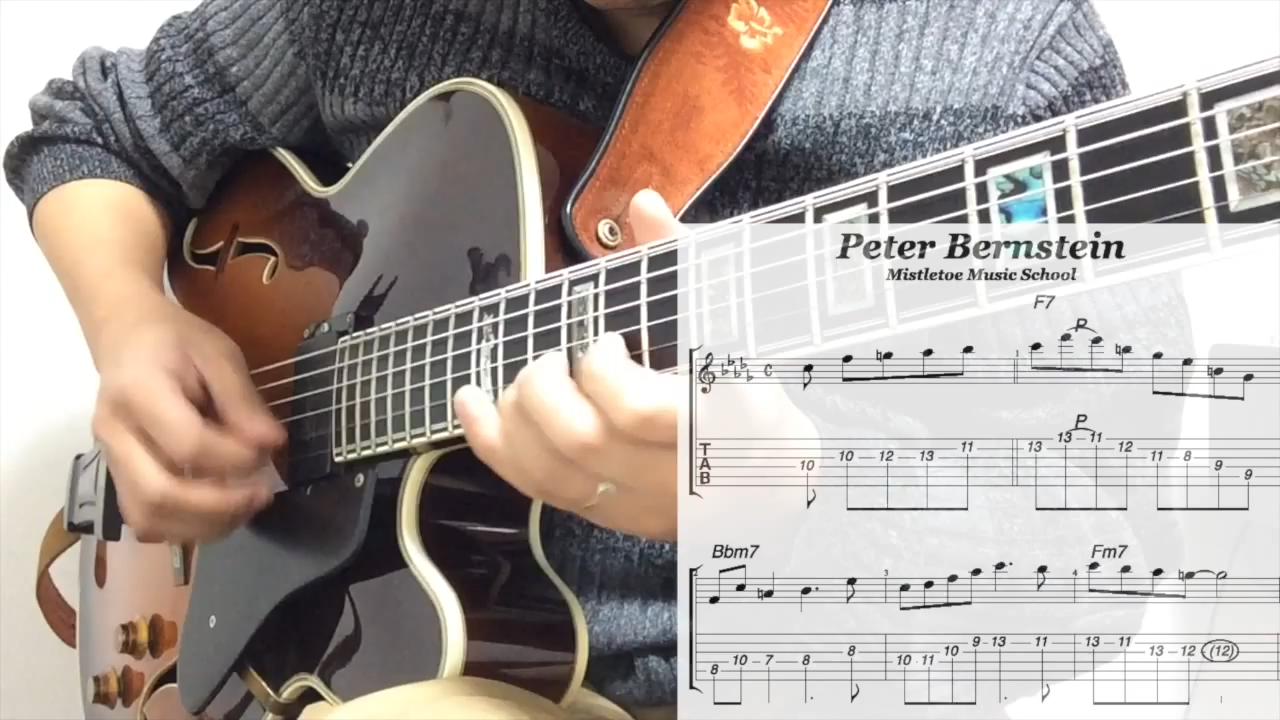 Peter Bernstein
Mistletoe Music School
F7
P
1
P
T 10 10 12 13 11 13 13 11 12 11 8 9 9
A
B
Bbm7 Fm7
2 3 4
8 10 7 8 8 10 11 10 9 13 11 13 11 13 12 (12)